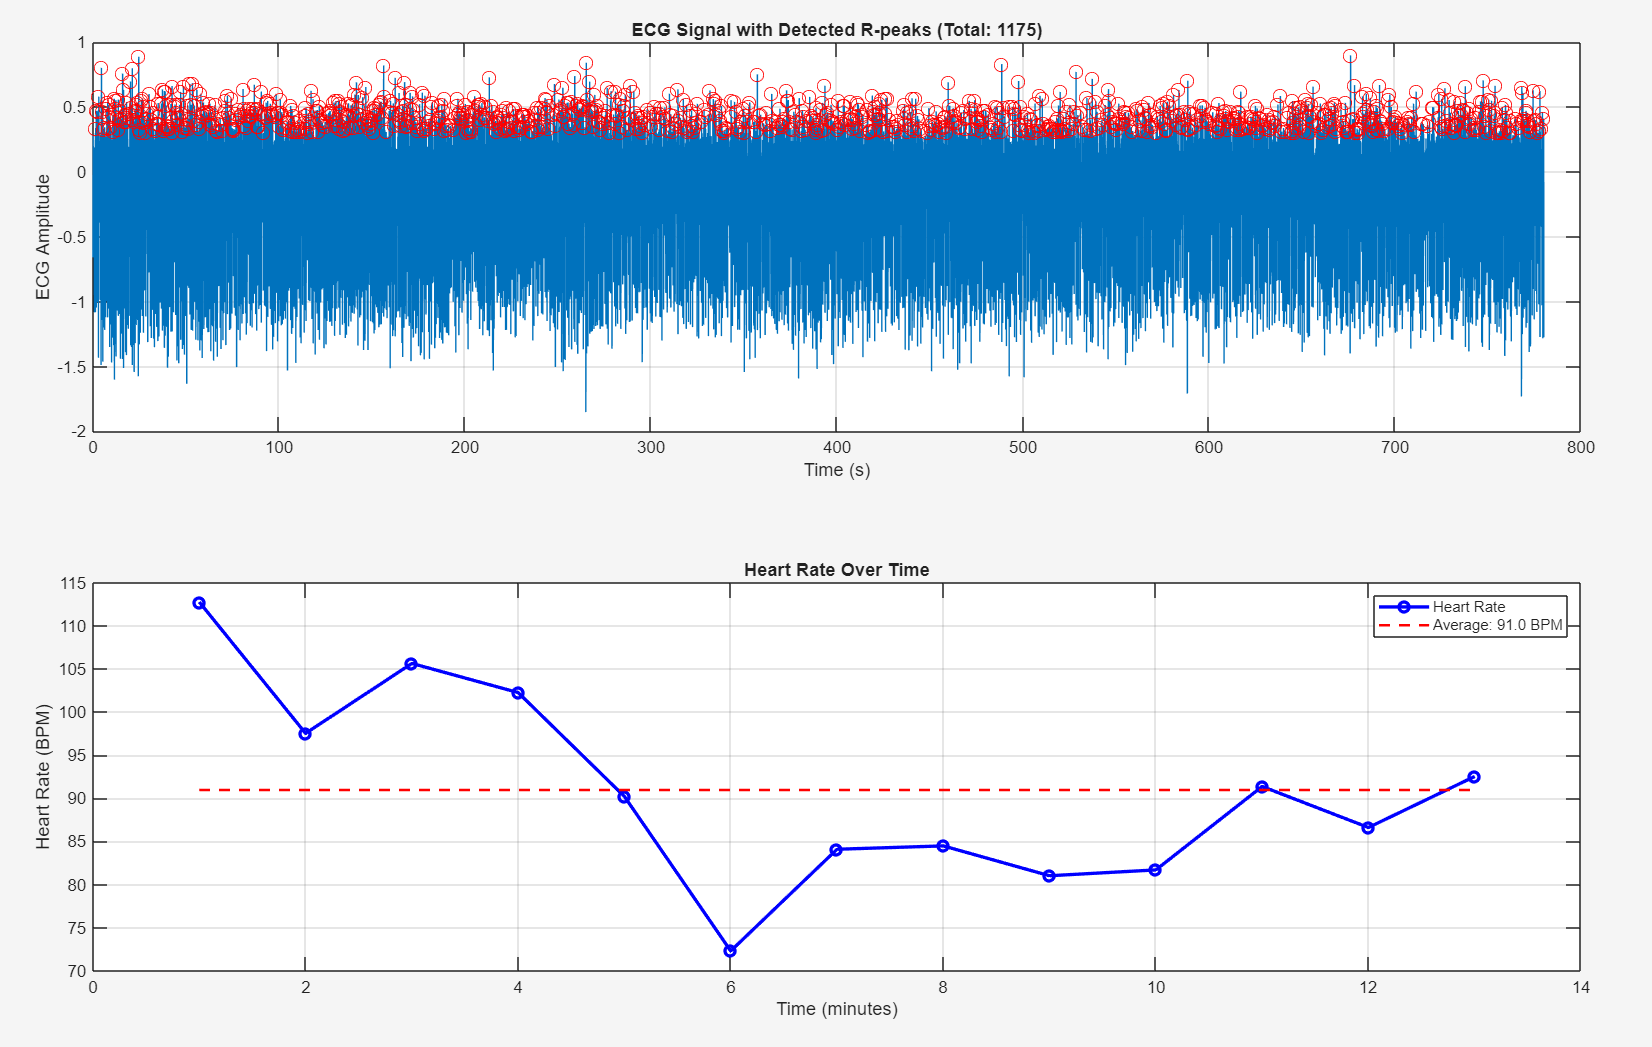 ECG Signal with Detected R-peaks (Total: 1175)
1
0.5
0
-0.5
-1
-1.5
-2
ECG Amplitude
0 100 200 300 400 500 600 700 800
Time (s)
Heart Rate Over Time
115
110
105
100
95
90
85
80
75
70
Heart Rate (BPM)
Heart Rate
Average: 91.0 BPM
0 2 4 6 8 10 12 14
Time (minutes)